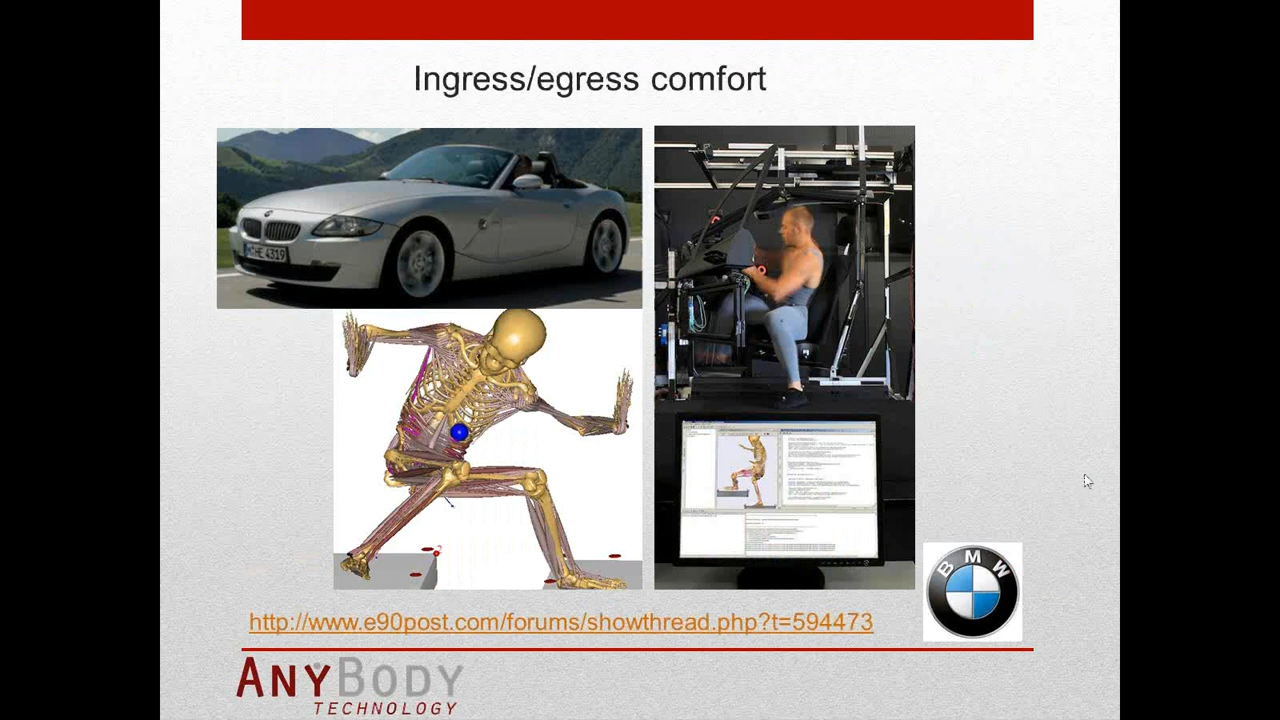 Ingress/egress comfort
BMW
http://www.e90post.com/forums/showthread.php?t=594473
ANYBODY
TECHNOLOGY